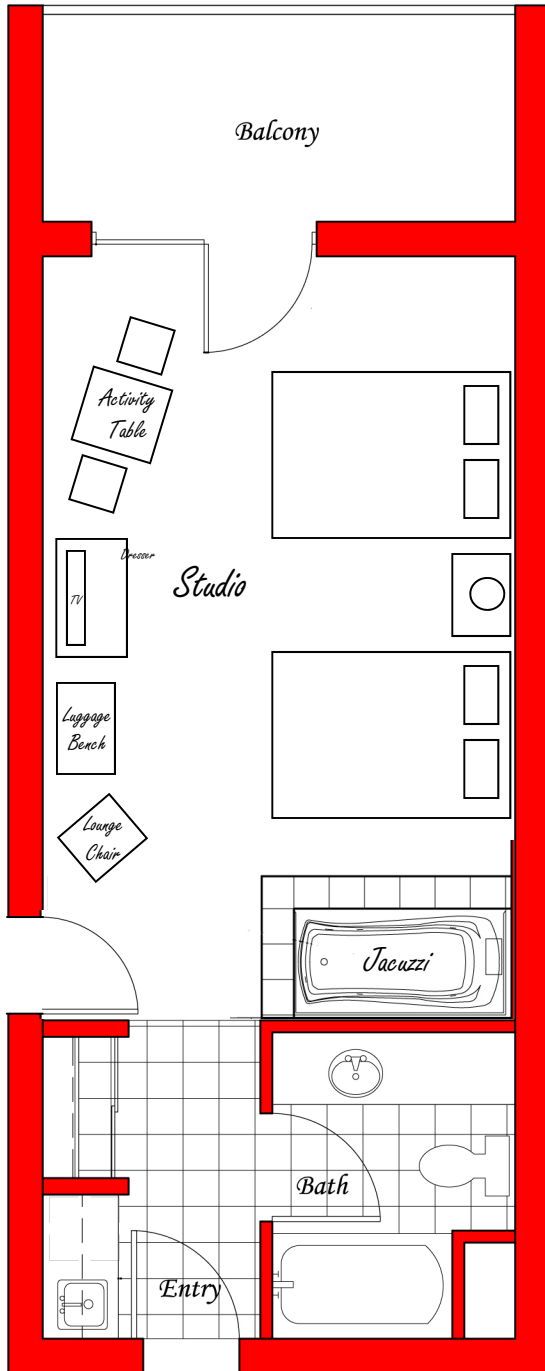 Balcony
Activity
Table
Dresser
TV
Studio
Luggage
Bench
Lounge
Chair
Jacuzzi
Bath
Entry